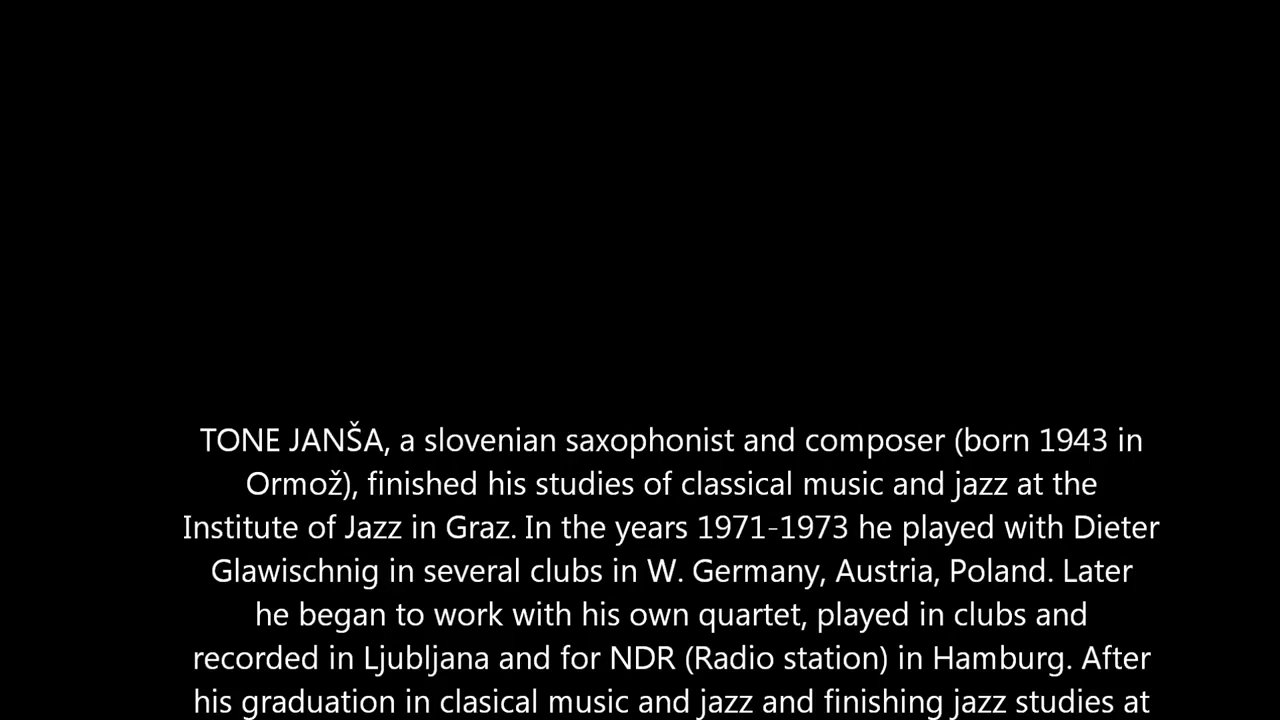 TONE JANŠA, a slovenian saxophonist and composer (born 1943 in
Ormož), finished his studies of classical music and jazz at the
Institute of Jazz in Graz. In the years 1971-1973 he played with Dieter
Glawischnig in several clubs in W. Germany, Austria, Poland. Later
he began to work with his own quartet, played in clubs and
recorded in Ljubljana and for NDR (Radio station) in Hamburg. After
his graduation in clasical music and jazz and finishing jazz studies at